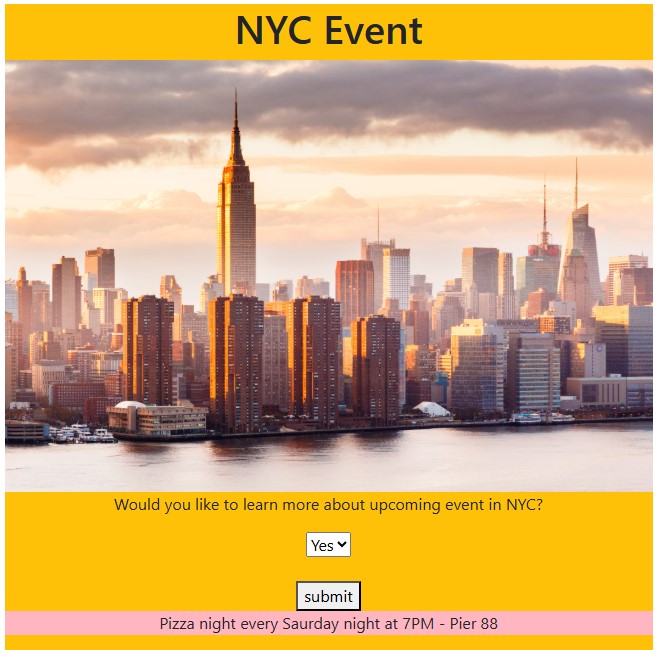 NYC Event
Would you like to learn more about upcoming event in NYC?
Yes
submit
Pizza night every Saurday night at 7PM - Pier 88